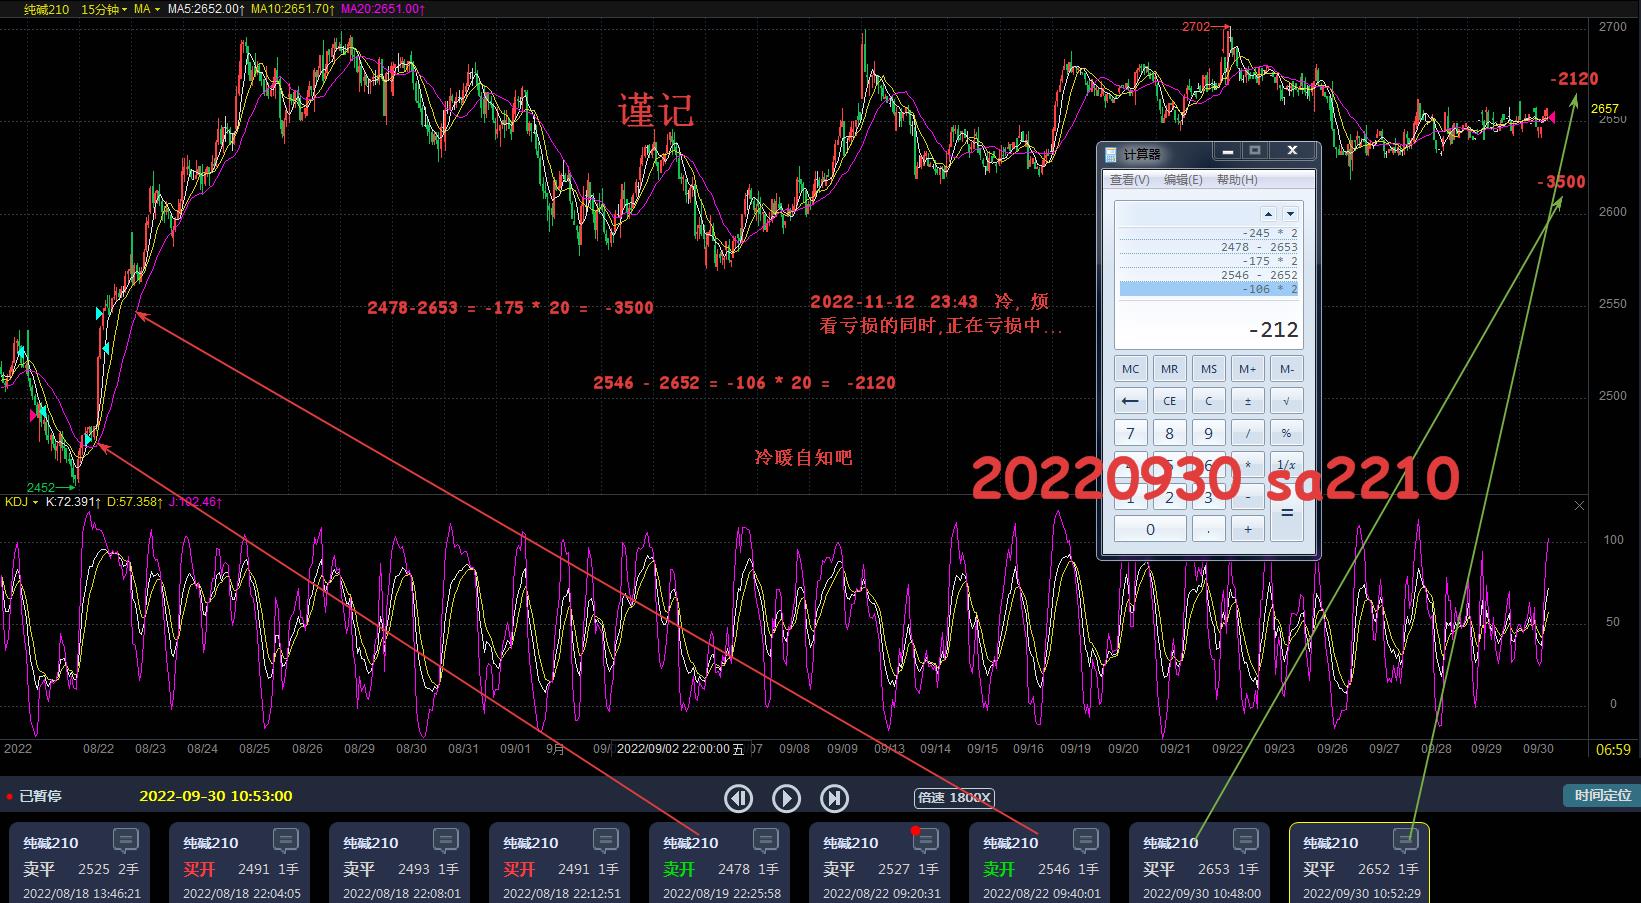 纯碱210 15分钟 MA MA5:2652.00↑ MA10:2651.70↑ MA20:2651.00↑
2702
2700
-2120
2657
2650
谨记
-3500
2600
2550
2500
2478-2653 = -175 * 20 = -3500
2022-11-12 23:43 冷，烦
看亏损的同时,正在亏损中...
2546 - 2652 = -106 * 20 = -2120
冷暖自知吧
20220930 sa2210
2452
计算器
查看(V) 编辑(E) 帮助(H)
-245 * 2
2478 - 2653
-175 * 2
2546 - 2652
-106 * 2
-212
MC MR MS M+ M-
← CE C ± √
7 8 9 / %
4 5 6 * 1/x
1 2 3 - =
0 . +
KDJ K:72.391↑ D:57.358↑ J:102.46↑
100
50
0
2022 08/22 08/23 08/24 08/25 08/26 08/29 08/30 08/31 09/01 9月 09/ 2022/09/02 22:00:00 五 07 09/08 09/09 09/13 09/14 09/15 09/16 09/19 09/20 09/21 09/22 09/23 09/26 09/27 09/28 09/29 09/30 06:59
已暂停 2022-09-30 10:53:00 倍速 1800X 时间定位
纯碱210
卖平 2525 2手
2022/08/18 13:46:21
纯碱210
买开 2491 1手
2022/08/18 22:04:05
纯碱210
卖平 2493 1手
2022/08/18 22:08:01
纯碱210
买开 2491 1手
2022/08/18 22:12:51
纯碱210
卖开 2478 1手
2022/08/19 22:25:58
纯碱210
卖平 2527 1手
2022/08/22 09:20:31
纯碱210
卖开 2546 1手
2022/08/22 09:40:01
纯碱210
买平 2653 1手
2022/09/30 10:48:00
纯碱210
买平 2652 1手
2022/09/30 10:52:29